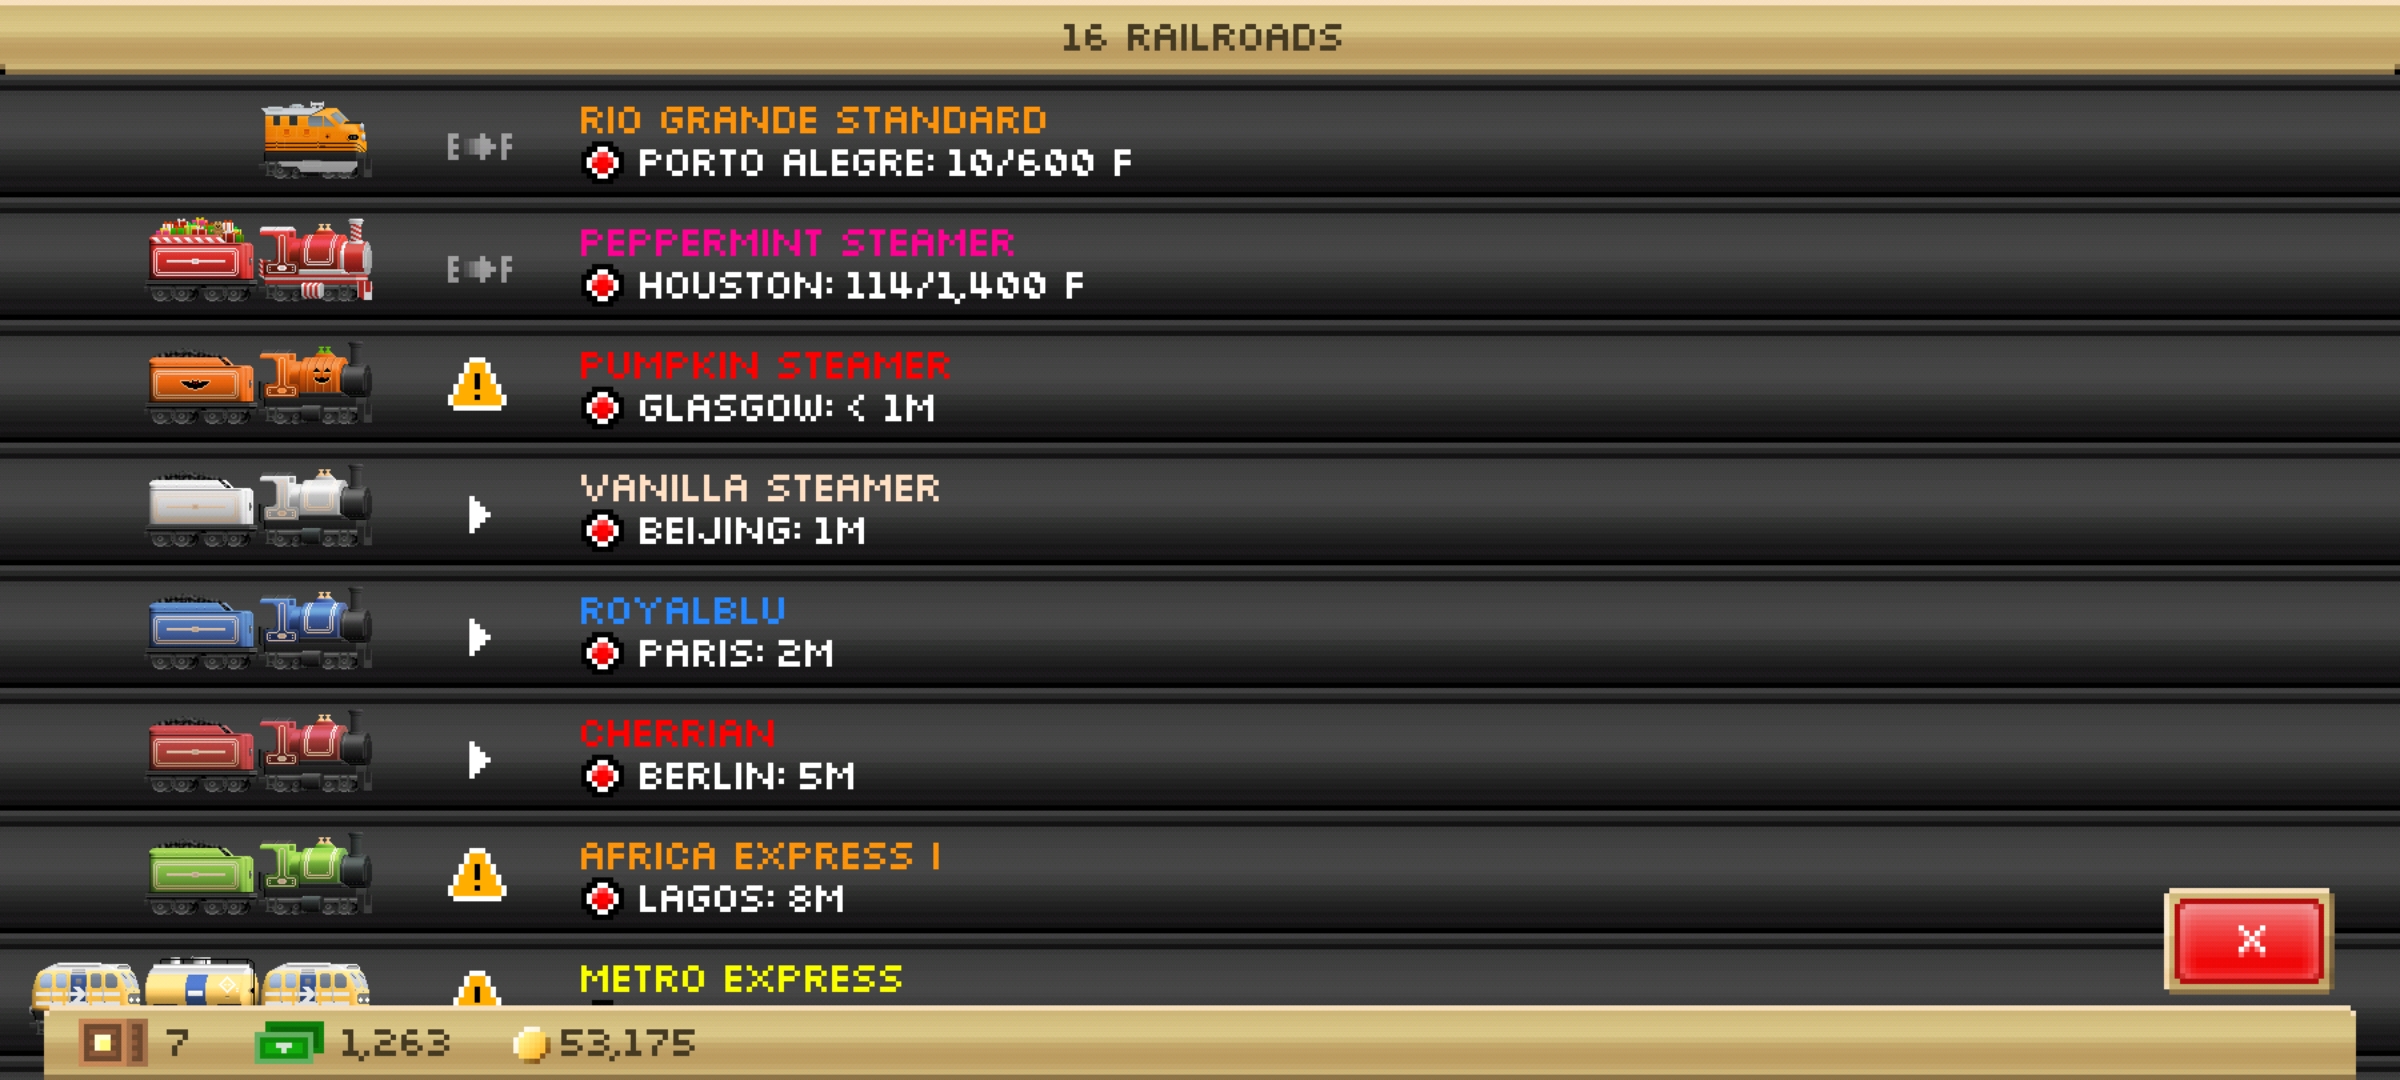 16 RAILROADS
E F
RIO GRANDE STANDARD
PORTO ALEGRE: 10/600 F
E F
PEPPERMINT STEAMER
HOUSTON: 114/1,400 F
PUMPKIN STEAMER
GLASGOW: < 1M
VANILLA STEAMER
BEIJING: 1M
ROYALBLU
PARIS: 2M
CHERRIAN
BERLIN: 5M
AFRICA EXPRESS I
LAGOS: 8M
METRO EXPRESS
X
7 1,263 53,175